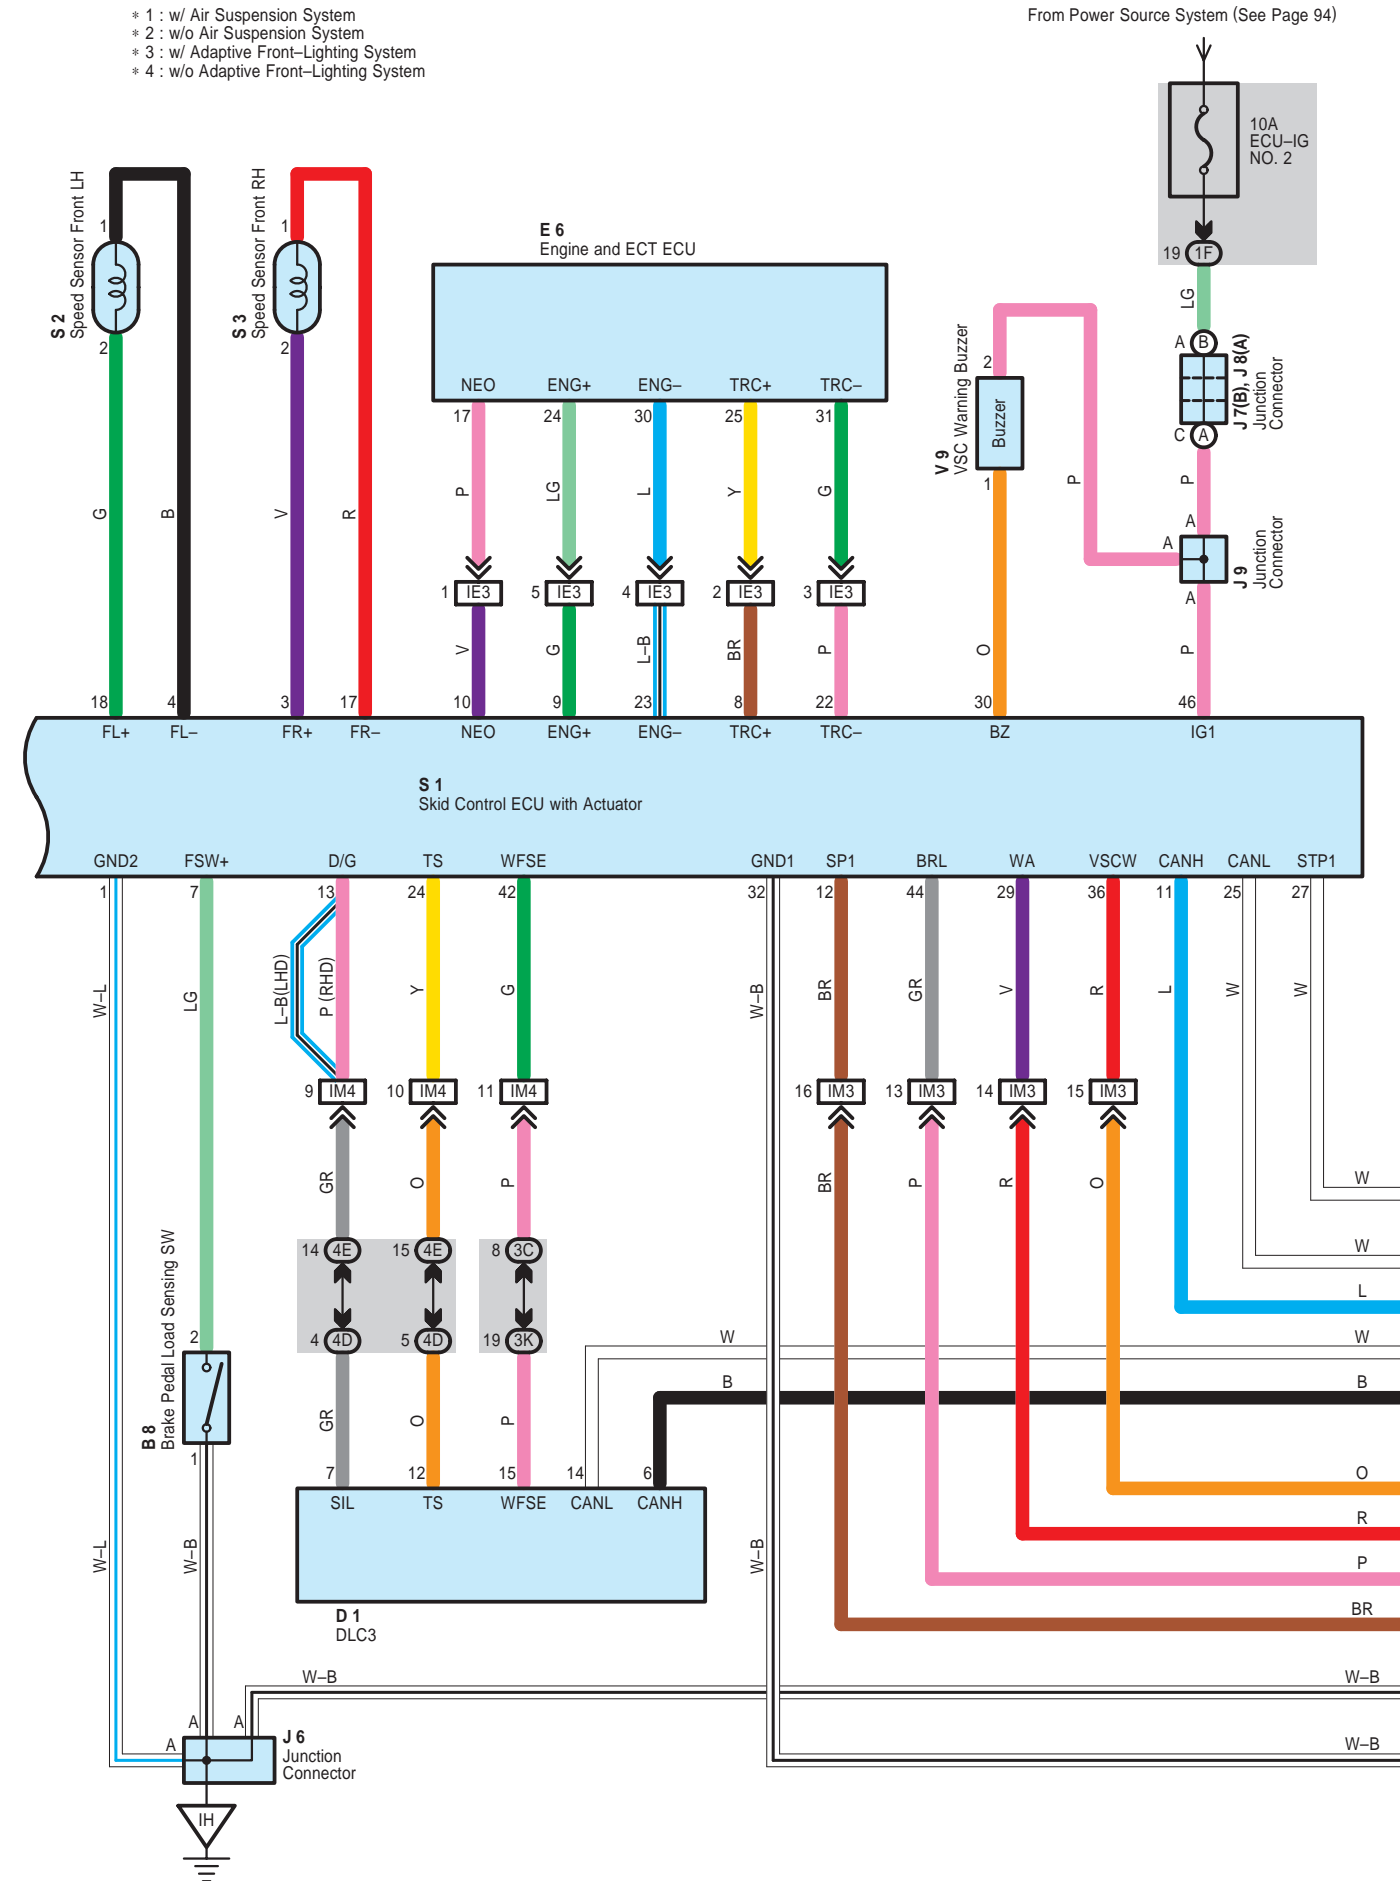 * 1 : w/ Air Suspension System
* 2 : w/o Air Suspension System
* 3 : w/ Adaptive Front–Lighting System
* 4 : w/o Adaptive Front–Lighting System
From Power Source System (See Page 94)
10A
ECU–IG
NO. 2
19 1F
LG
A B
J 7(B), J 8(A)
Junction
Connector
C A
P
A
A
J 9
Junction
Connector
A
P
S 2
Speed Sensor Front LH
1
2
G
B
S 3
Speed Sensor Front RH
1
2
V
R
E 6
Engine and ECT ECU
NEO ENG+ ENG– TRC+ TRC–
17 24 30 25 31
P LG L Y G
1 IE3 5 IE3 4 IE3 2 IE3 3 IE3
V G L–B BR P
V 9
VSC Warning Buzzer
2
Buzzer
1
P
O
18 4 3 17 10 9 23 8 22 30 46
FL+ FL– FR+ FR– NEO ENG+ ENG– TRC+ TRC– BZ IG1
S 1
Skid Control ECU with Actuator
GND2 FSW+ D/G TS WFSE GND1 SP1 BRL WA VSCW CANH CANL STP1
1 7 13 24 42 32 12 44 29 36 11 25 27
W–L LG L–B(LHD) P (RHD) Y G W–B BR GR V R L W W
9 IM4 10 IM4 11 IM4 16 IM3 13 IM3 14 IM3 15 IM3
GR O P BR P R O
W
14 4E 15 4E 8 3C
W
L
4 4D 5 4D 19 3K
W W
B B
B 8
Brake Pedal Load Sensing SW
2
1
GR O P
7 12 15 14 6
SIL TS WFSE CANL CANH
D 1
DLC3
O
R
P
BR
W–L W–B W–B
W–B W–B
A A
A
J 6
Junction
Connector
W–B
IH